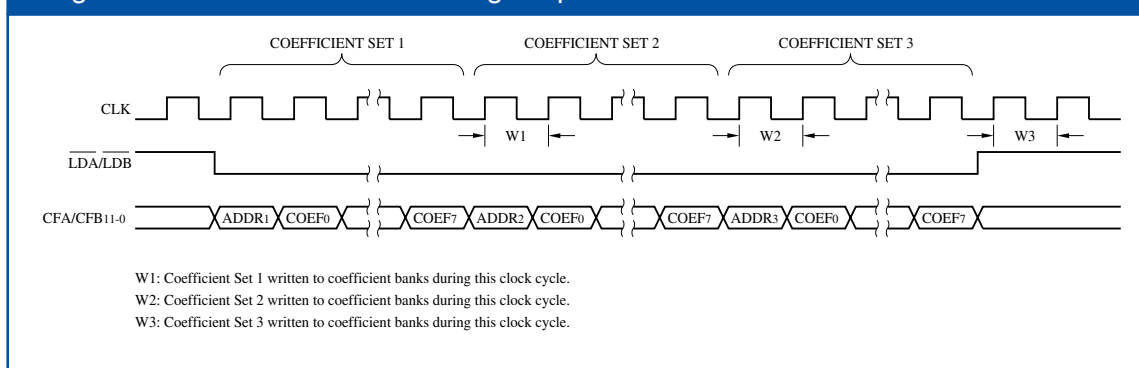 COEFFICIENT SET 1
COEFFICIENT SET 2
COEFFICIENT SET 3
CLK
W1
W2
W3
LDA/LDB
CFA/CFB11-0
ADDR1
COEF0
COEF7
ADDR2
COEF0
COEF7
ADDR3
COEF0
COEF7
W1: Coefficient Set 1 written to coefficient banks during this clock cycle.
W2: Coefficient Set 2 written to coefficient banks during this clock cycle.
W3: Coefficient Set 3 written to coefficient banks during this clock cycle.